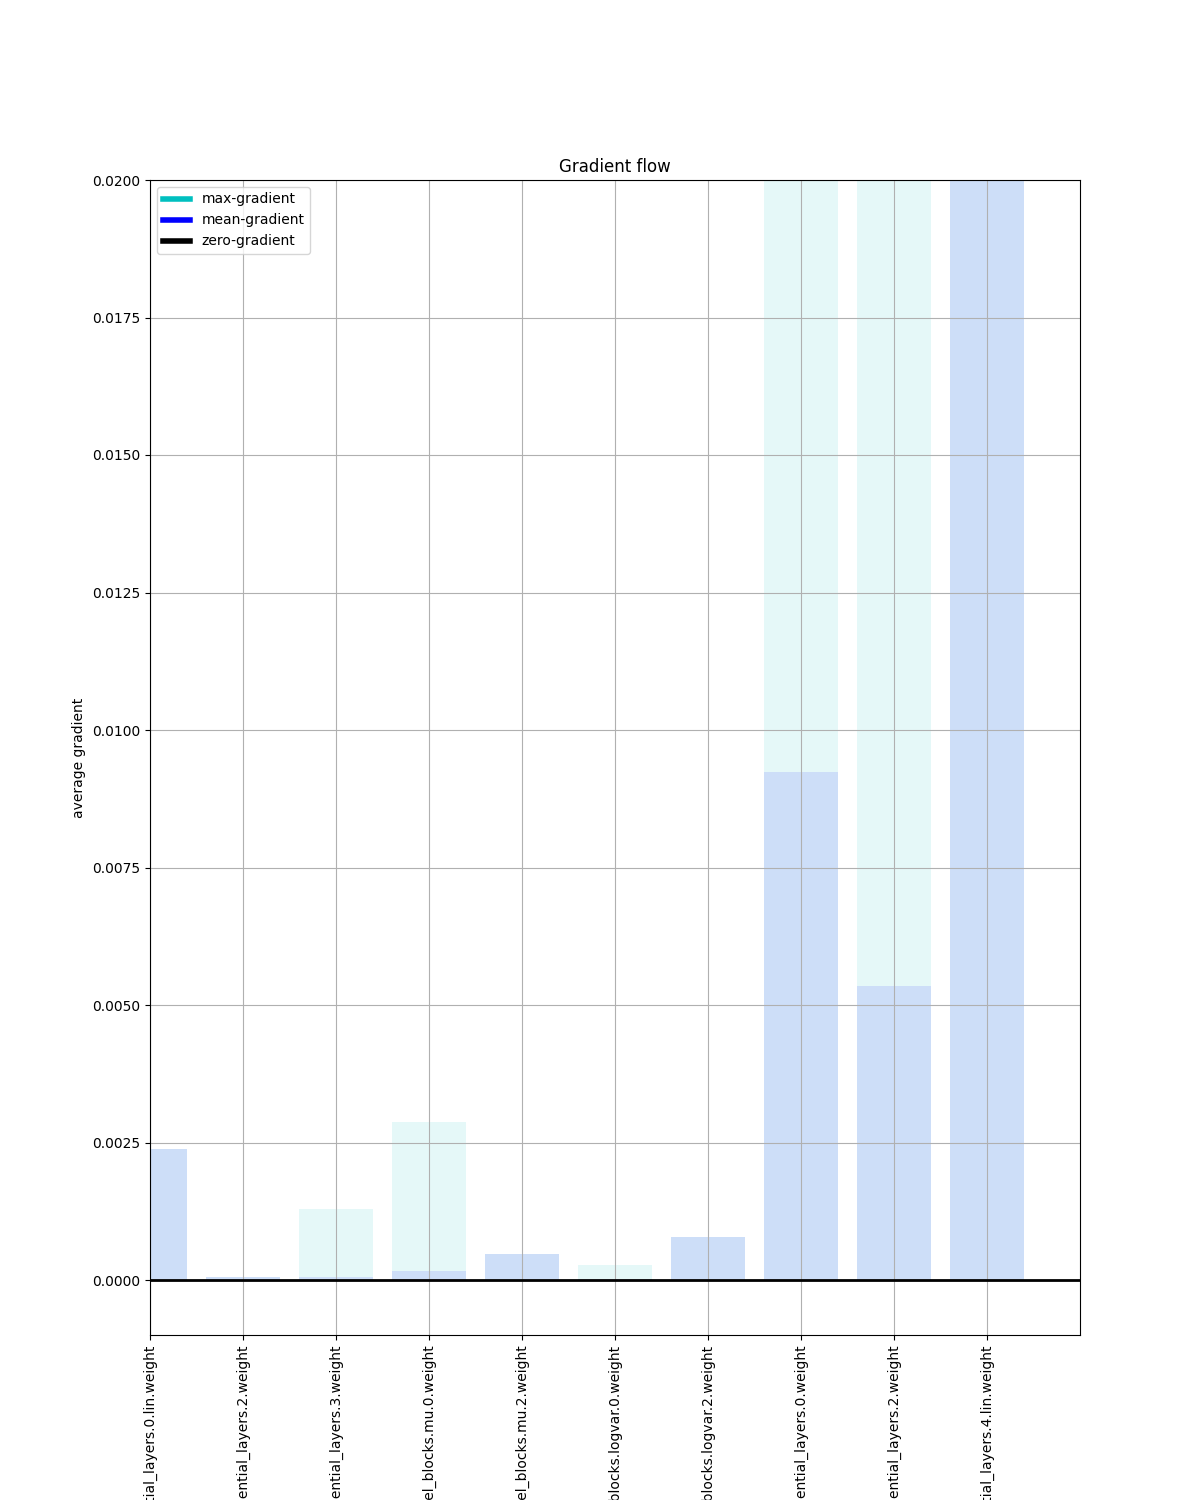 Gradient flow
max-gradient
mean-gradient
zero-gradient
average gradient
0.0200
0.0175
0.0150
0.0125
0.0100
0.0075
0.0050
0.0025
0.0000
tial_layers.0.lin.weight
ential_layers.2.weight
ential_layers.3.weight
el_blocks.mu.0.weight
el_blocks.mu.2.weight
blocks.logvar.0.weight
blocks.logvar.2.weight
ential_layers.0.weight
ential_layers.2.weight
tial_layers.4.lin.weight